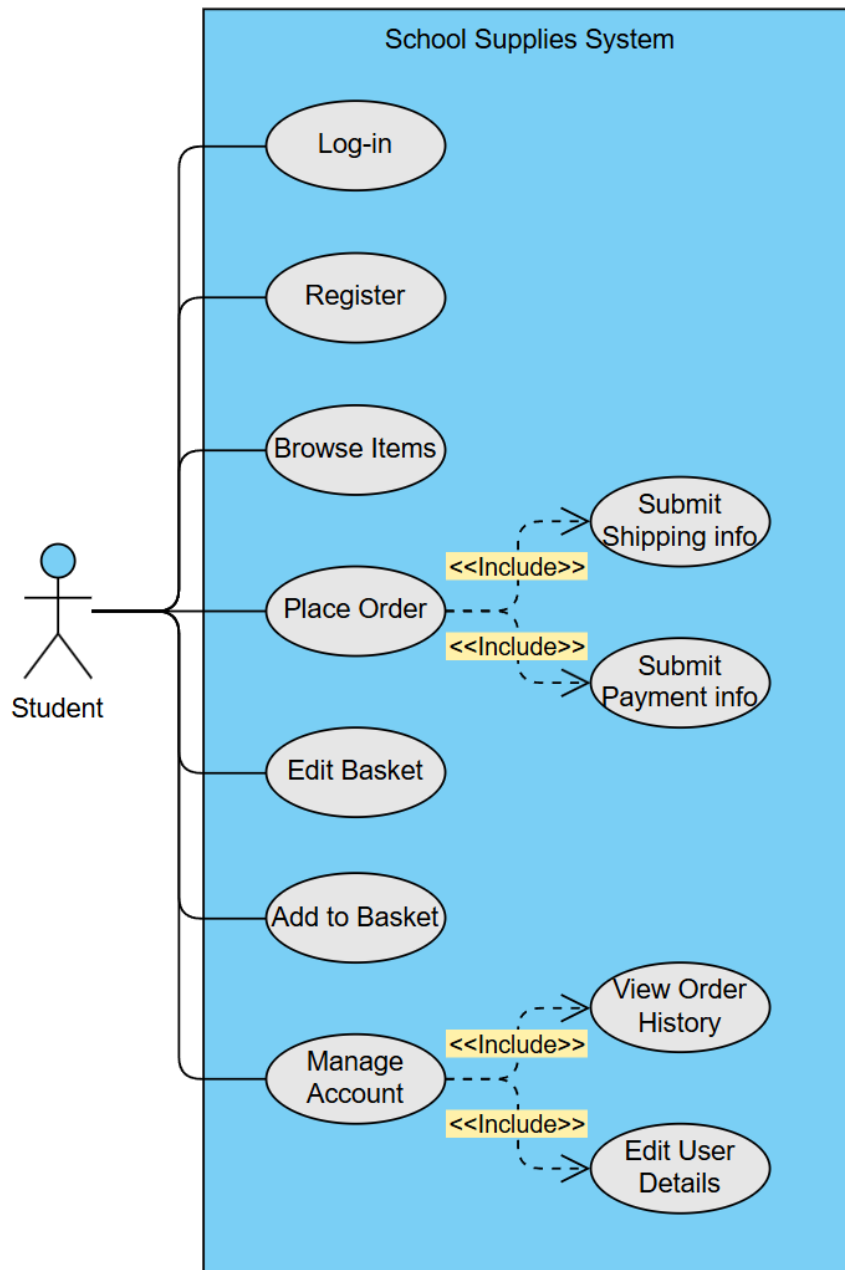 School Supplies System
Log-in
Register
Browse Items
Submit
Shipping info
<<Include>>
Place Order
<<Include>>
Submit
Payment info
Student
Edit Basket
Add to Basket
View Order
History
<<Include>>
Manage
Account
<<Include>>
Edit User
Details